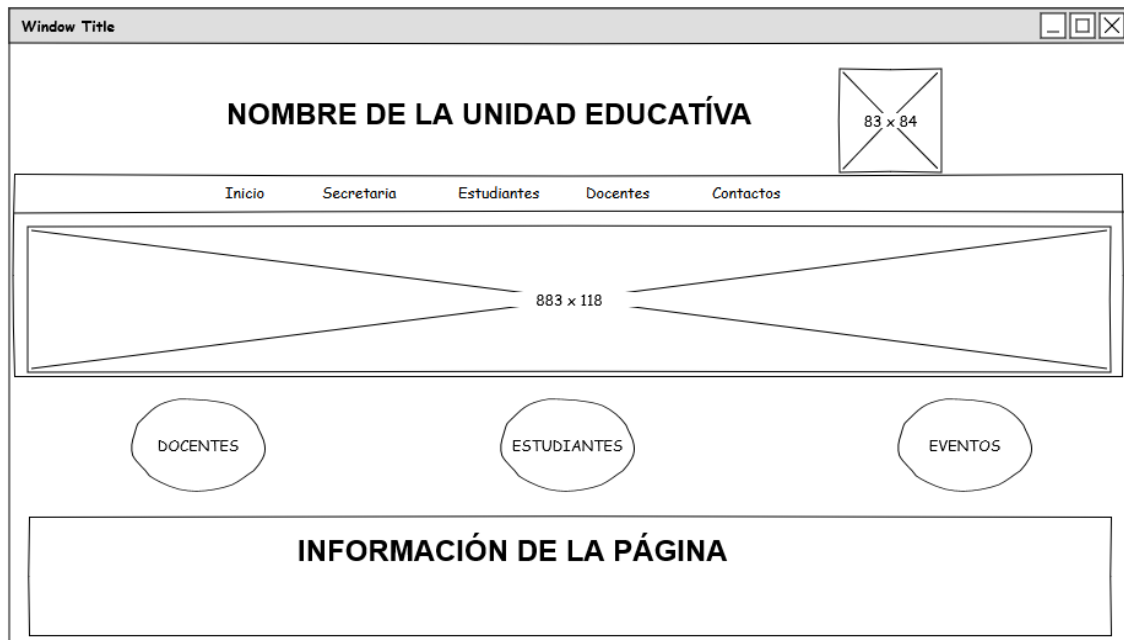 Window Title
NOMBRE DE LA UNIDAD EDUCATÍVA
83 x 84
Inicio Secretaria Estudiantes Docentes Contactos
883 x 118
DOCENTES ESTUDIANTES EVENTOS
INFORMACIÓN DE LA PÁGINA